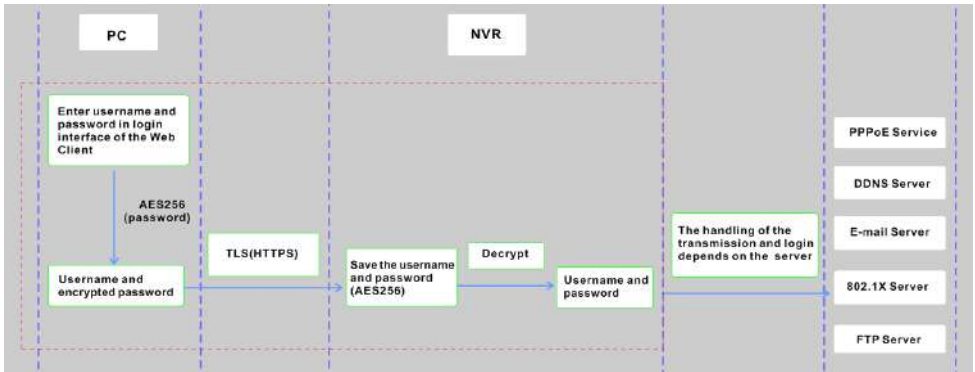 PC
NVR
Enter username and
password in login
interface of the Web
Client
AES256
(password)
Username and
encrypted password
TLS(HTTPS)
Save the username
and password
(AES256)
Decrypt
Username and
password
The handling of the
transmission and login
depends on the server
PPPoE Service
DDNS Server
E-mail Server
802.1X Server
FTP Server